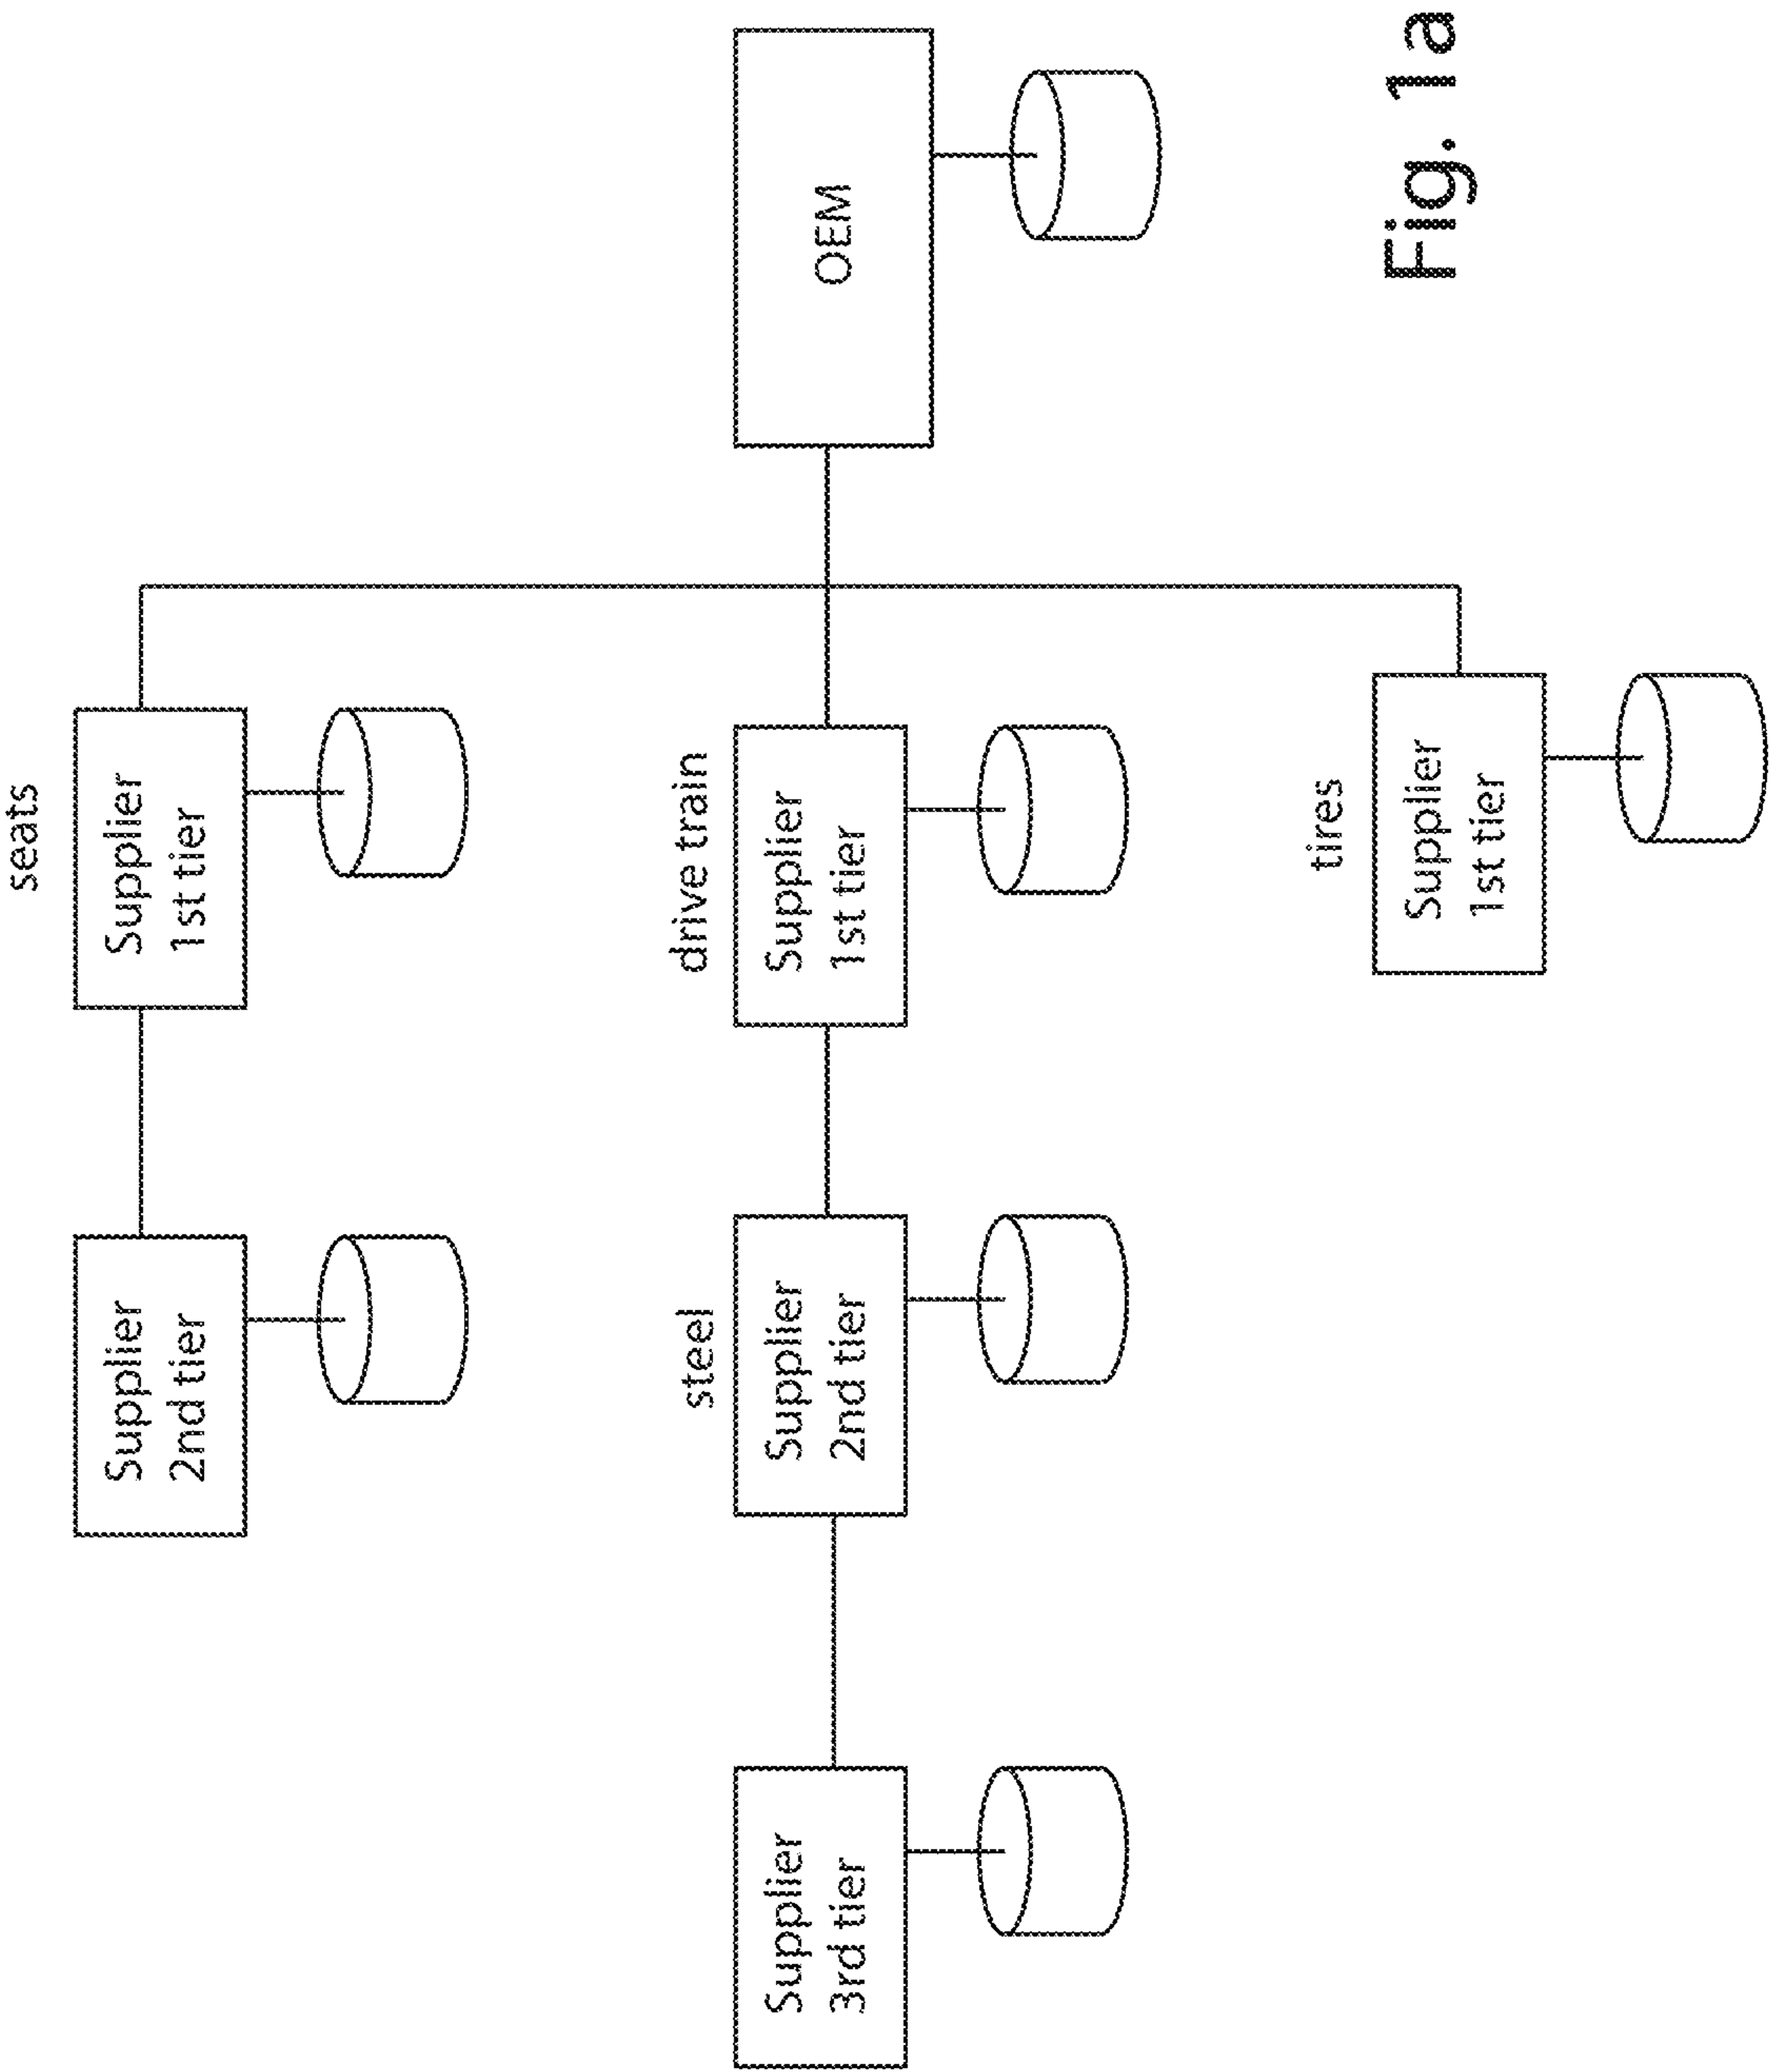 seats
Supplier
2nd tier
Supplier
1st tier
steel
drive train
Supplier
3rd tier
Supplier
2nd tier
Supplier
1st tier
OEM
tires
Supplier
1st tier
Fig. 1a